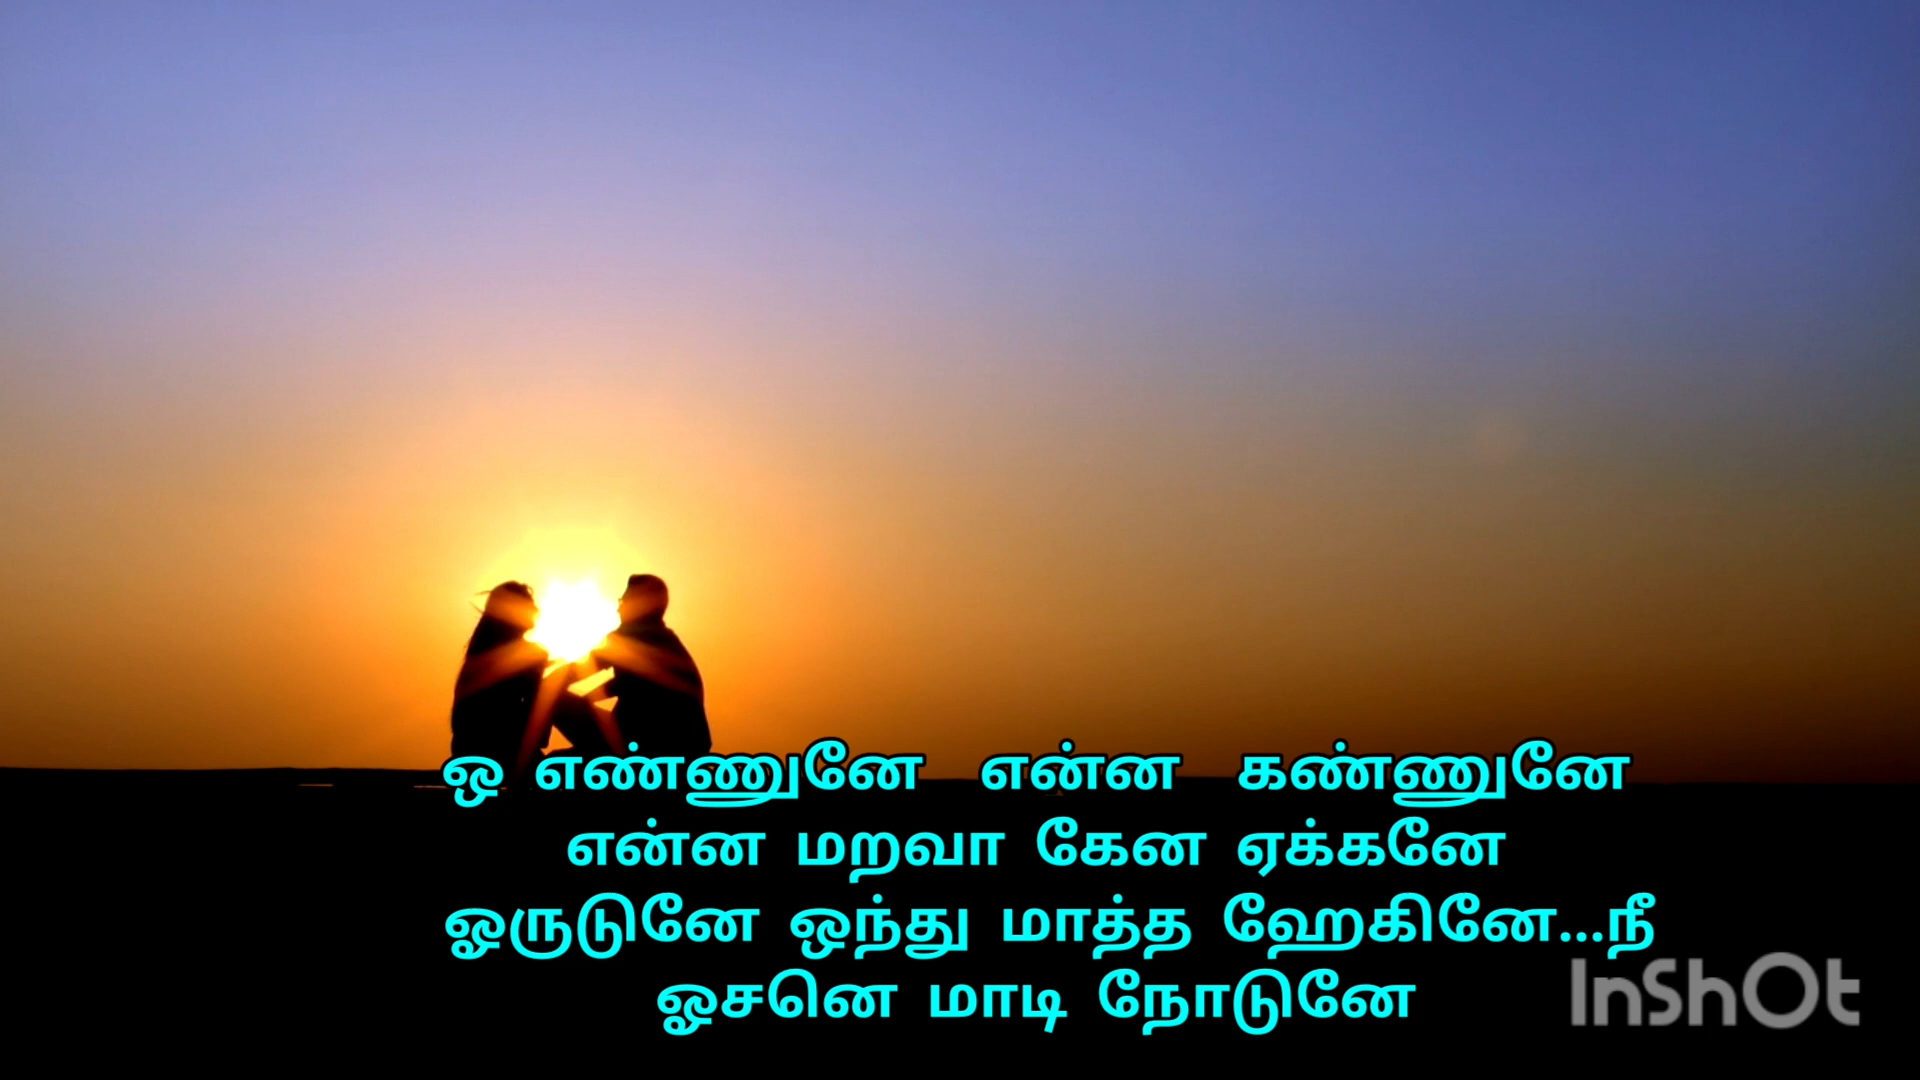 ஒ எண்ணுனே என்ன கண்ணுனே
என்ன மறவா கேன ஏக்கனே
ஓருடுனே ஒந்து மாத்த ஹேகினே...நீ
ஓசனெ மாடி நோடுனே
InShOt